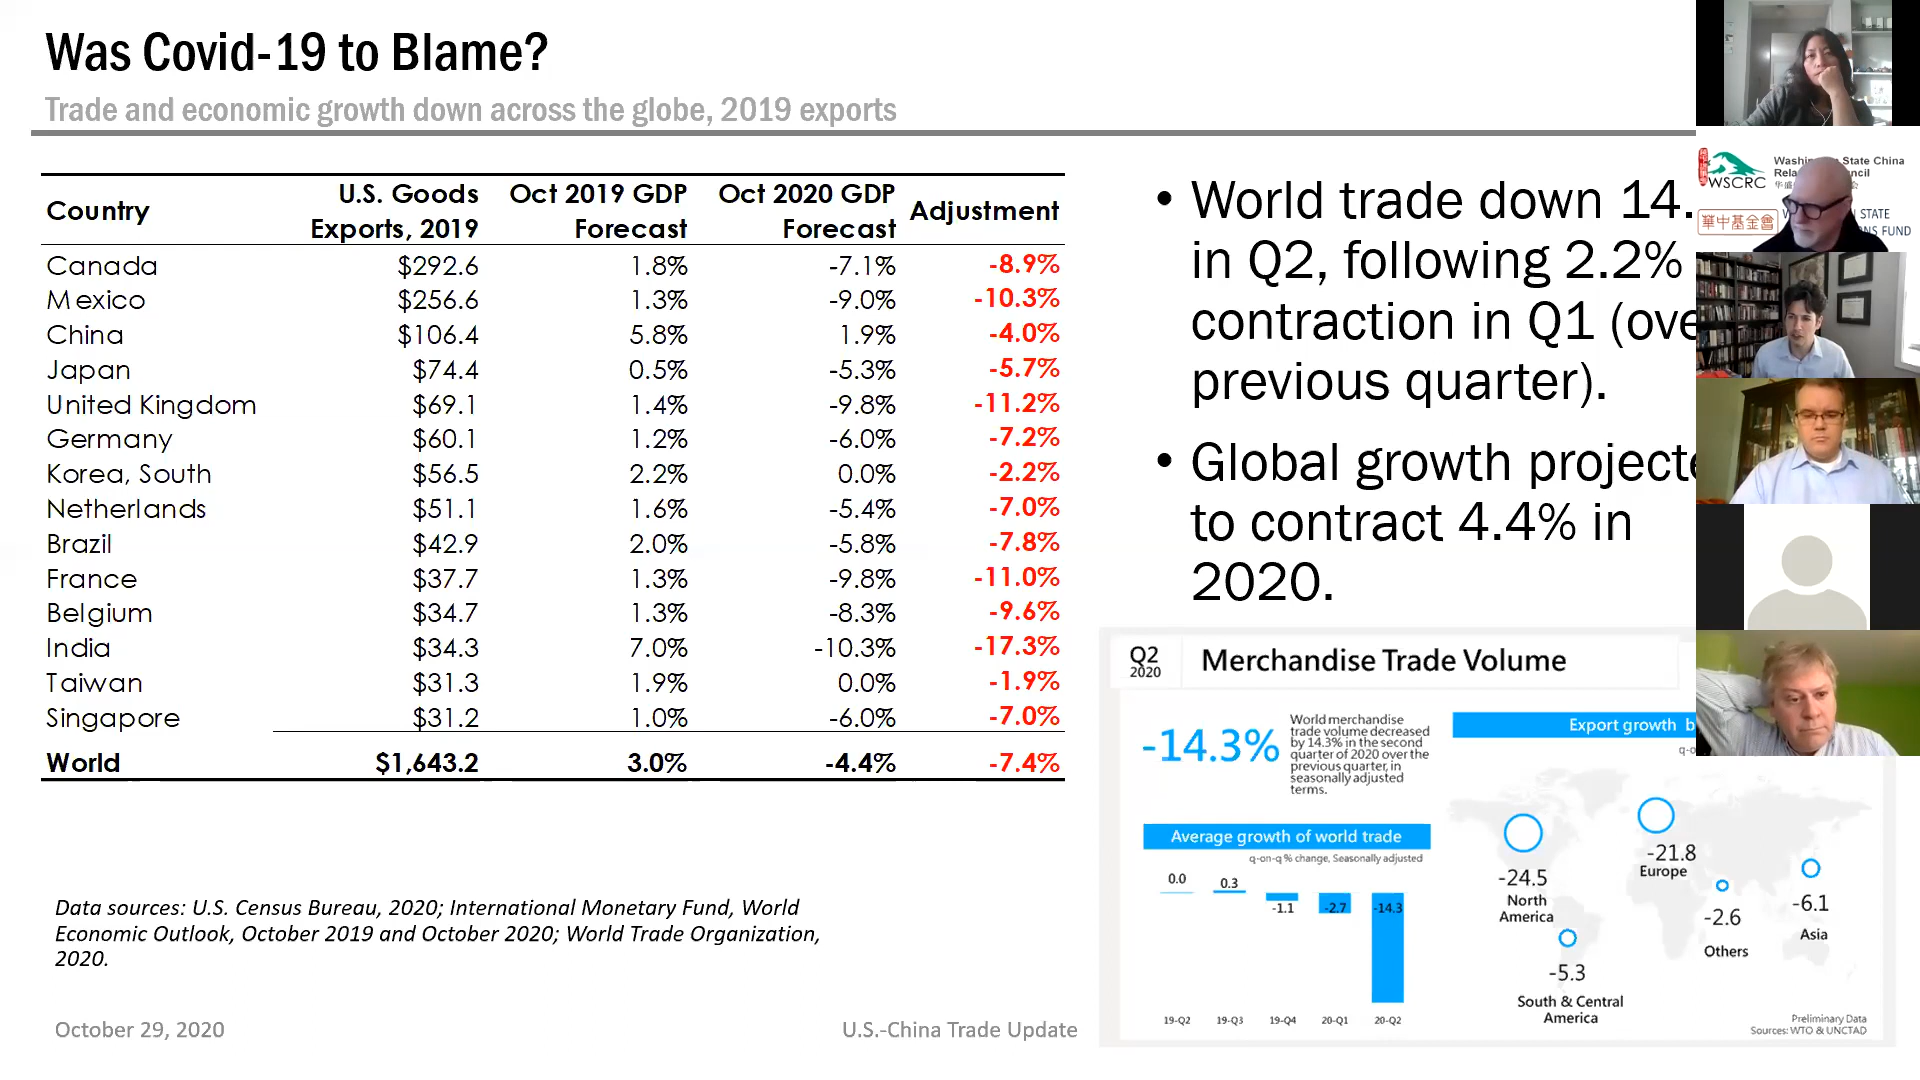 Was Covid-19 to Blame?
Trade and economic growth down across the globe, 2019 exports
Country U.S. Goods Exports, 2019 Oct 2019 GDP Forecast Oct 2020 GDP Forecast Adjustment
Canada $292.6 1.8% -7.1% -8.9%
Mexico $256.6 1.3% -9.0% -10.3%
China $106.4 5.8% 1.9% -4.0%
Japan $74.4 0.5% -5.3% -5.7%
United Kingdom $69.1 1.4% -9.8% -11.2%
Germany $60.1 1.2% -6.0% -7.2%
Korea, South $56.5 2.2% 0.0% -2.2%
Netherlands $51.1 1.6% -5.4% -7.0%
Brazil $42.9 2.0% -5.8% -7.8%
France $37.7 1.3% -9.8% -11.0%
Belgium $34.7 1.3% -8.3% -9.6%
India $34.3 7.0% -10.3% -17.3%
Taiwan $31.3 1.9% 0.0% -1.9%
Singapore $31.2 1.0% -6.0% -7.0%
World $1,643.2 3.0% -4.4% -7.4%
Data sources: U.S. Census Bureau, 2020; International Monetary Fund, World
Economic Outlook, October 2019 and October 2020; World Trade Organization,
2020.
October 29, 2020
U.S.-China Trade Update
• World trade down 14.
in Q2, following 2.2%
contraction in Q1 (ove
previous quarter).
• Global growth projecte
to contract 4.4% in
2020.
Q2
2020
Merchandise Trade Volume
-14.3%
World merchandise
trade volume decreased
by 14.3% in the second
quarter of 2020 over the
previous quarter, in
seasonally adjusted
terms.
Average growth of world trade
q-on-q % change, Seasonally adjusted
0.0 0.3 -1.1 -2.7 -14.3
19-Q2 19-Q3 19-Q4 20-Q1 20-Q2
Export growth b
q-o
-24.5
North
America
-21.8
Europe
-2.6
Others
-6.1
Asia
-5.3
South & Central
America
Preliminary Data
Sources: WTO & UNCTAD
WSCRC
State China
華中基金會
STATE
NS FUND